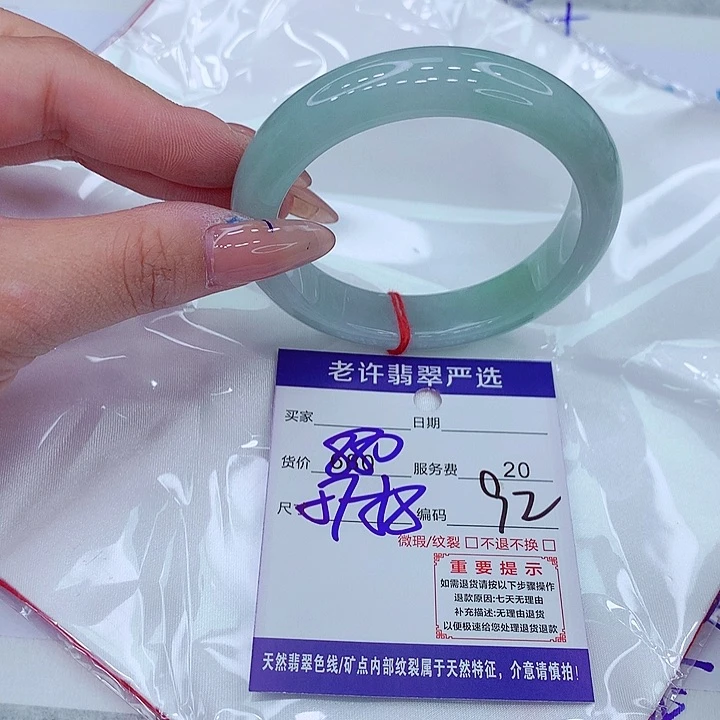 老许翡翠严选
买家 日期
货价 880 服务费 20
尺寸 编码 92
微瑕/纹裂 □ 不退不换 □
重要提示
如需退货请按以下步骤操作
退款原因:七天无理由
补充描述:无理由退货
以便极速给您处理退货退款
天然翡翠色线/矿点内部纹裂属于天然特征，介意请慎拍!